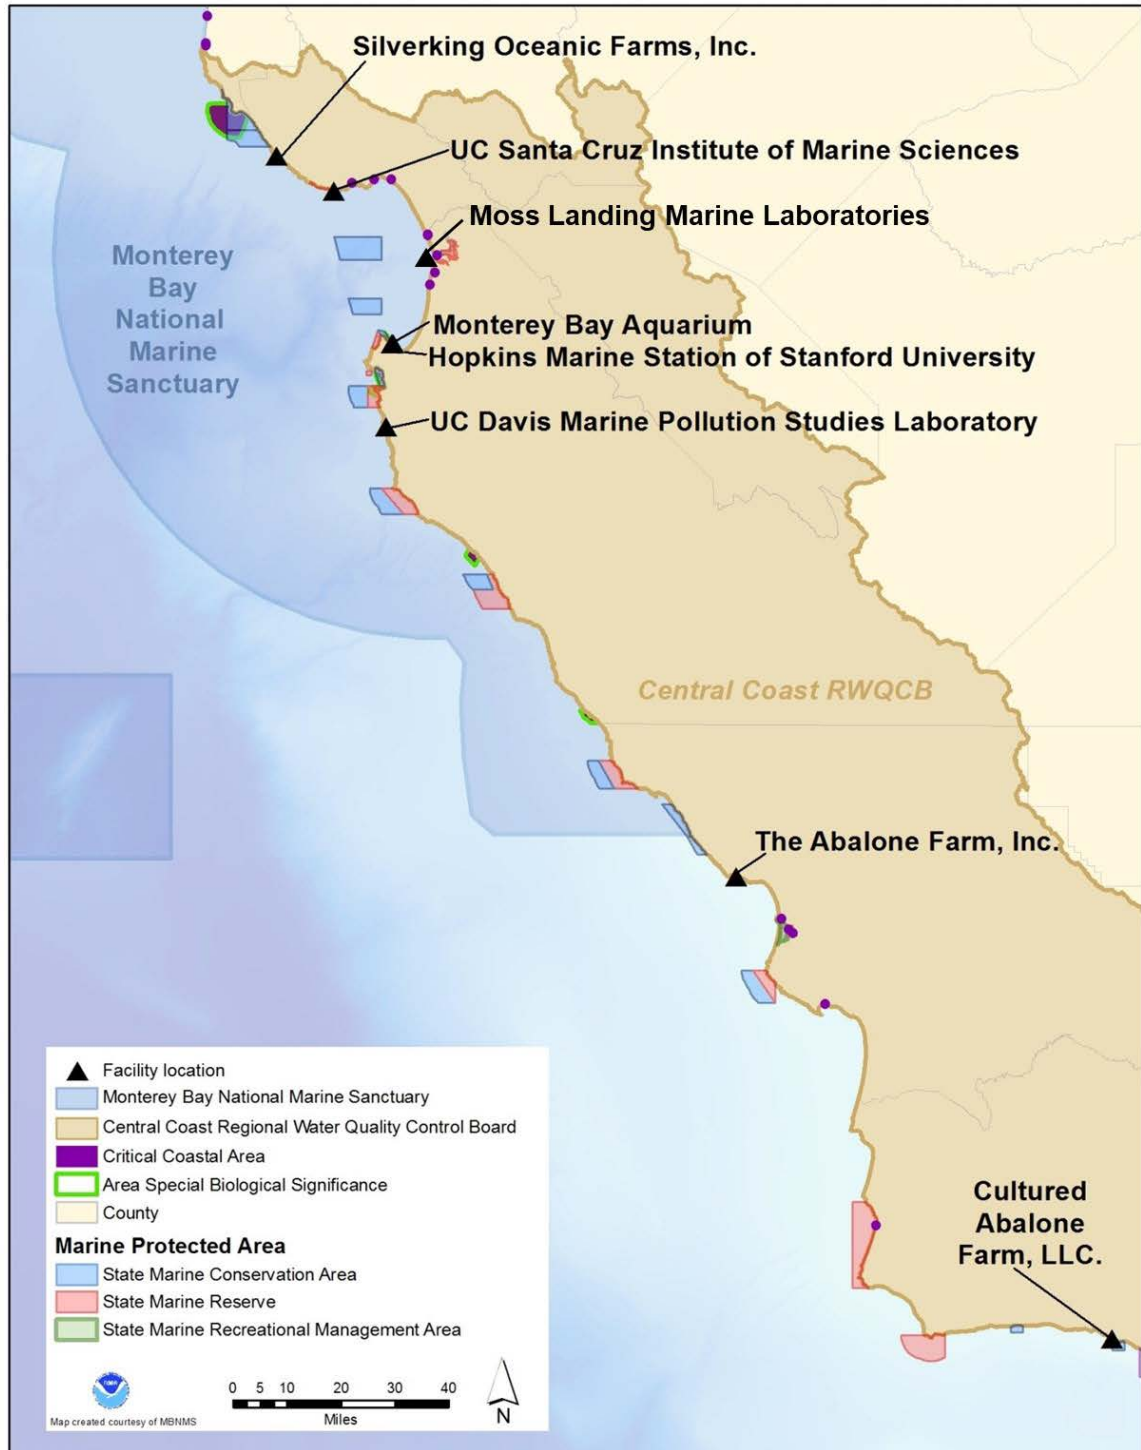 Silverking Oceanic Farms, Inc.
UC Santa Cruz Institute of Marine Sciences
Moss Landing Marine Laboratories
Monterey
Bay
National
Marine
Sanctuary
Monterey Bay Aquarium
Hopkins Marine Station of Stanford University
UC Davis Marine Pollution Studies Laboratory
Central Coast RWQCB
The Abalone Farm, Inc.
Cultured
Abalone
Farm, LLC.
Facility location
Monterey Bay National Marine Sanctuary
Central Coast Regional Water Quality Control Board
Critical Coastal Area
Area Special Biological Significance
County
Marine Protected Area
State Marine Conservation Area
State Marine Reserve
State Marine Recreational Management Area
0 5 10 20 30 40
Miles
N
Map created courtesy of MBNMS